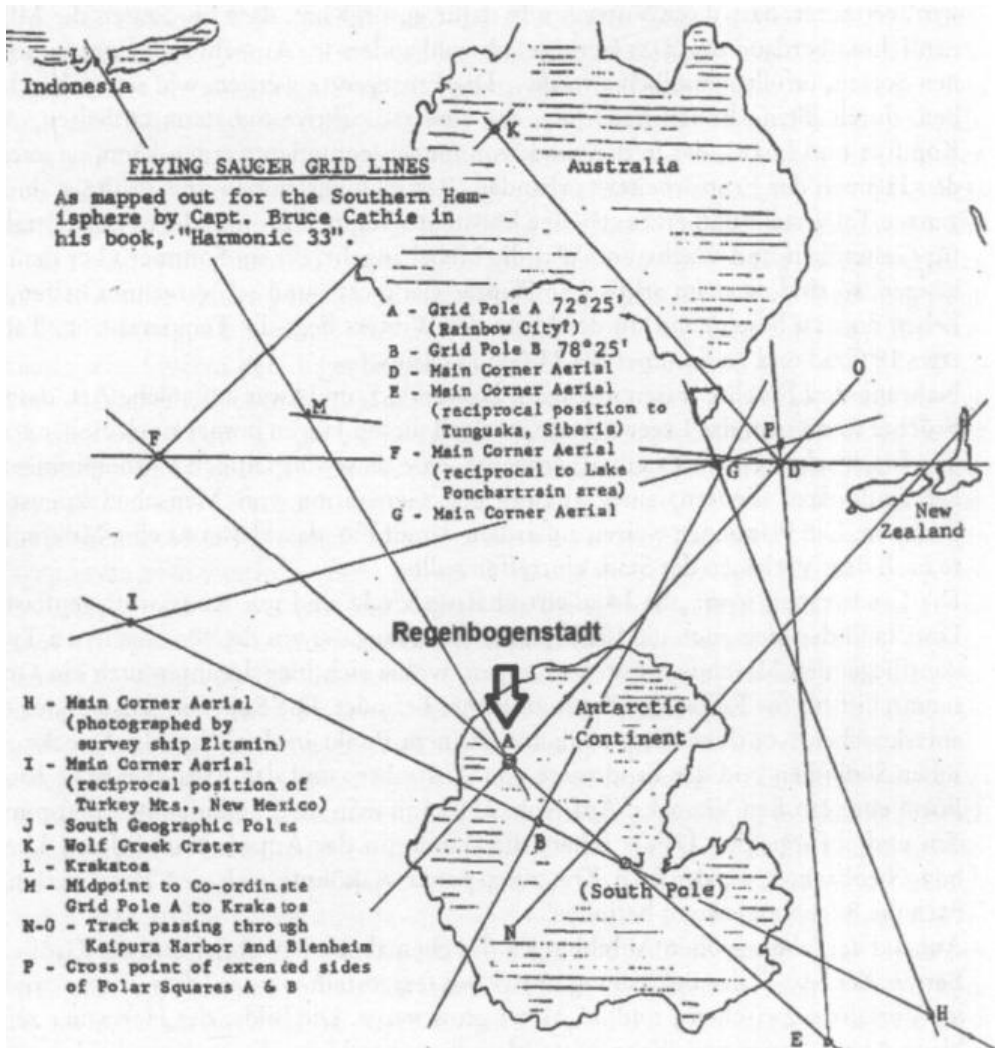 Indonesia
L
K
Australia
FLYING SAUCER GRID LINES
As mapped out for the Southern Hem-
isphere by Capt. Bruce Cathie in
his book, "Harmonic 33".
A - Grid Pole A 72°25'
(Rainbow City?)
B - Grid Pole B 78°25'
D - Main Corner Aerial
E - Main Corner Aerial
(reciprocal position to
Tunguska, Siberia)
F - Main Corner Aerial
(reciprocal to Lake
Ponchatrain area)
G - Main Corner Aerial
M
F
O
P
G
D
New
Zealand
I
Regenbogenstadt
A
Antarctic
Continent
H - Main Corner Aerial
(photographed by
survey ship Eltanin)
I - Main Corner Aerial
(reciprocal position of
Turkey Mts., New Mexico)
J - South Geographic Pole
K - Wolf Creek Crater
L - Krakatoa
M - Midpoint to Co-ordinate
Grid Pole A to Krakatoa
N-O - Track passing through
Kaipura Harbor and Blenheim
P - Cross point of extended sides
of Polar Squares A & B
B
J
(South Pole)
N
H
E